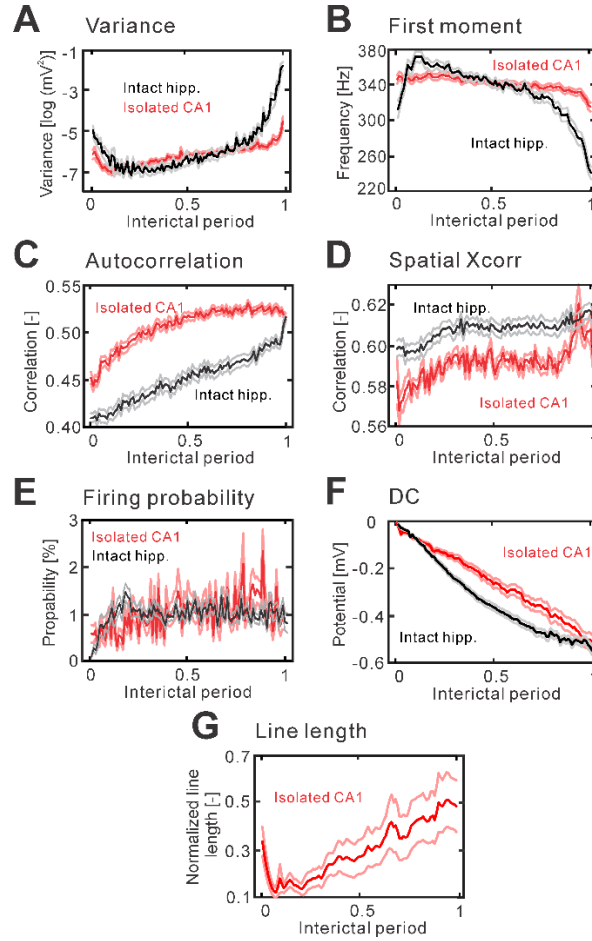 A Variance
Variance [log (mV²)]
-1
-3
-5
-7
Intact hipp.
Isolated CA1
0 0.5 1
Interictal period
B First moment
Frequency [Hz]
380
340
300
260
220
Isolated CA1
Intact hipp.
0 0.5 1
Interictal period
C Autocorrelation
Correlation [-]
0.55
0.50
0.45
0.40
Isolated CA1
Intact hipp.
0 0.5 1
Interictal period
D Spatial Xcorr
Correlation [-]
0.62
0.60
0.58
0.56
Intact hipp.
Isolated CA1
0 0.5 1
Interictal period
E Firing probability
Propability [%]
3
2
1
0
Isolated CA1
Intact hipp.
0 0.5 1
Interictal period
F DC
Potential [mV]
0
-0.2
-0.4
-0.6
Isolated CA1
Intact hipp.
0 0.5 1
Interictal period
G Line length
Normalized line
length [-]
0.7
0.5
0.3
0.1
Isolated CA1
0 0.5 1
Interictal period